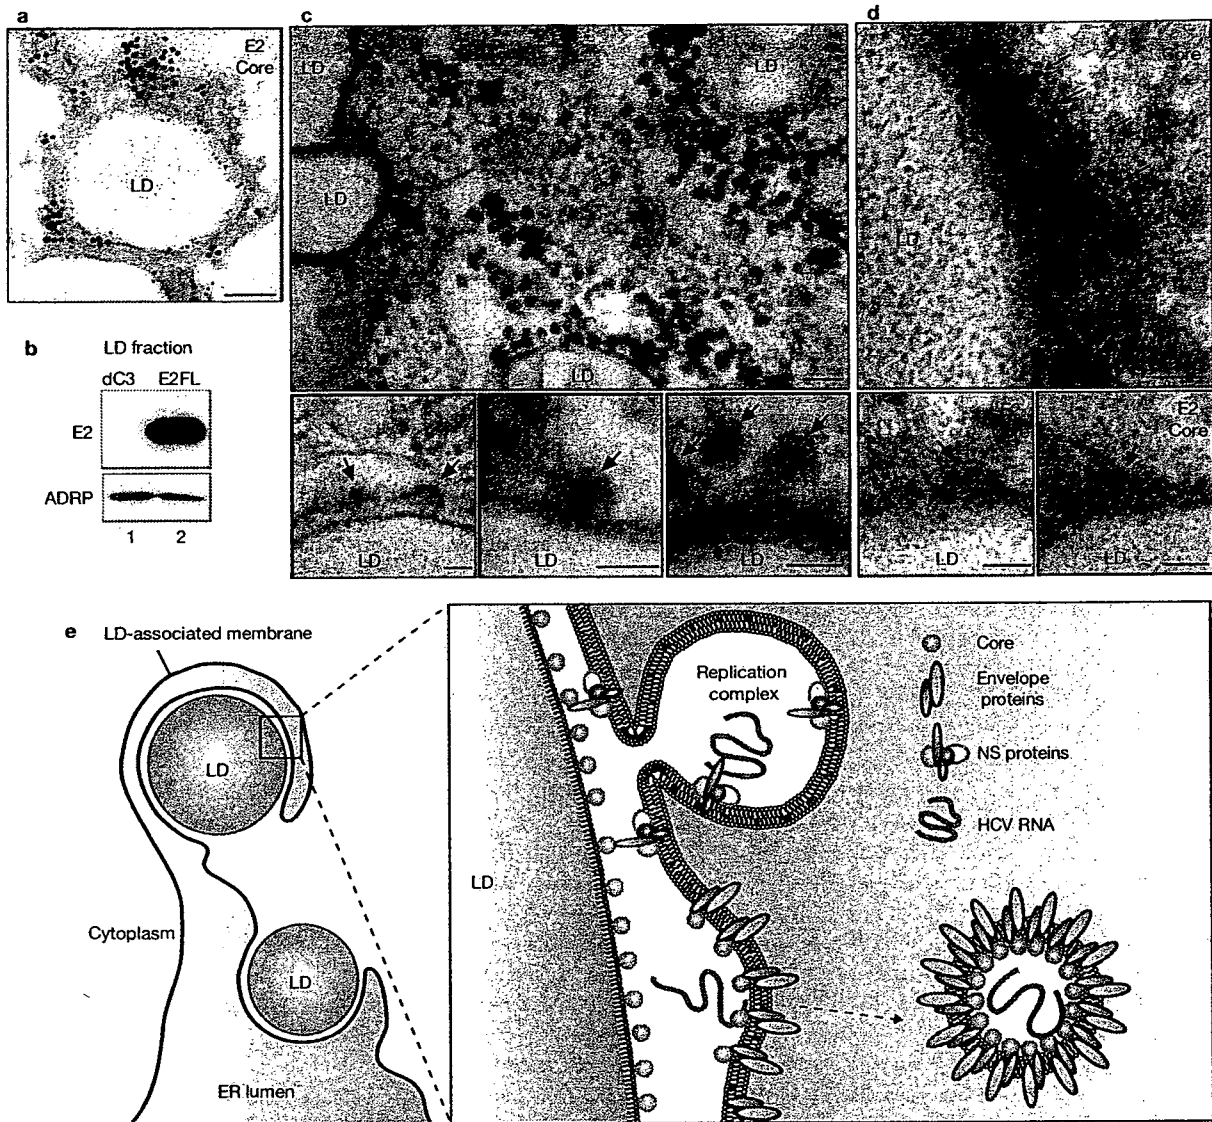 a
E2
Core
LD
b
LD fraction
dC3 E2FL
E2
ADRP
1 2
c
LD
LD
LD
LD
LD
LD
LD
d
LD
LD
E2
Core
LD
e
LD-associated membrane
LD
Cytoplasm
LD
ER lumen
Replication
complex
LD
Core
Envelope
proteins
NS proteins
HCV RNA